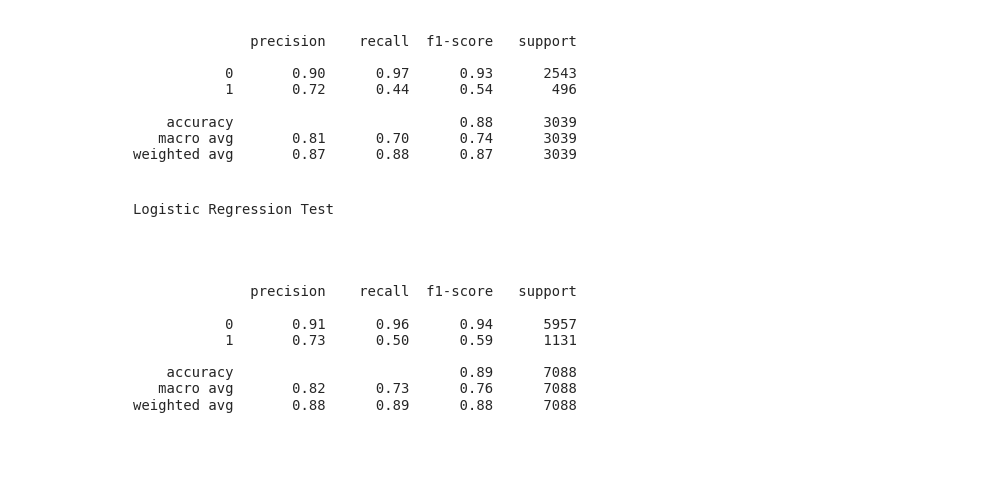 precision recall f1-score support
0 0.90 0.97 0.93 2543
1 0.72 0.44 0.54 496
accuracy 0.88 3039
macro avg 0.81 0.70 0.74 3039
weighted avg 0.87 0.88 0.87 3039
Logistic Regression Test
precision recall f1-score support
0 0.91 0.96 0.94 5957
1 0.73 0.50 0.59 1131
accuracy 0.89 7088
macro avg 0.82 0.73 0.76 7088
weighted avg 0.88 0.89 0.88 7088